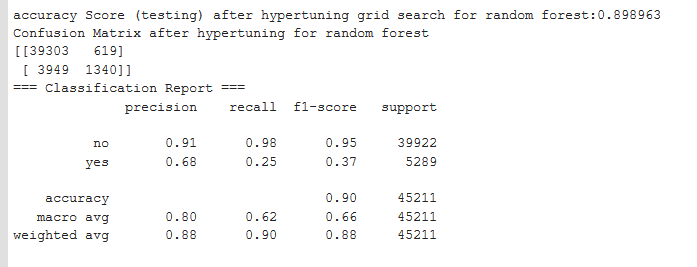 accuracy Score (testing) after hypertuning grid search for random forest:0.898963
Confusion Matrix after hypertuning for random forest
[[39303   619]
 [ 3949  1340]]
=== Classification Report ===
              precision    recall  f1-score   support

          no       0.91      0.98      0.95     39922
         yes       0.68      0.25      0.37      5289

    accuracy                           0.90     45211
   macro avg       0.80      0.62      0.66     45211
weighted avg       0.88      0.90      0.88     45211